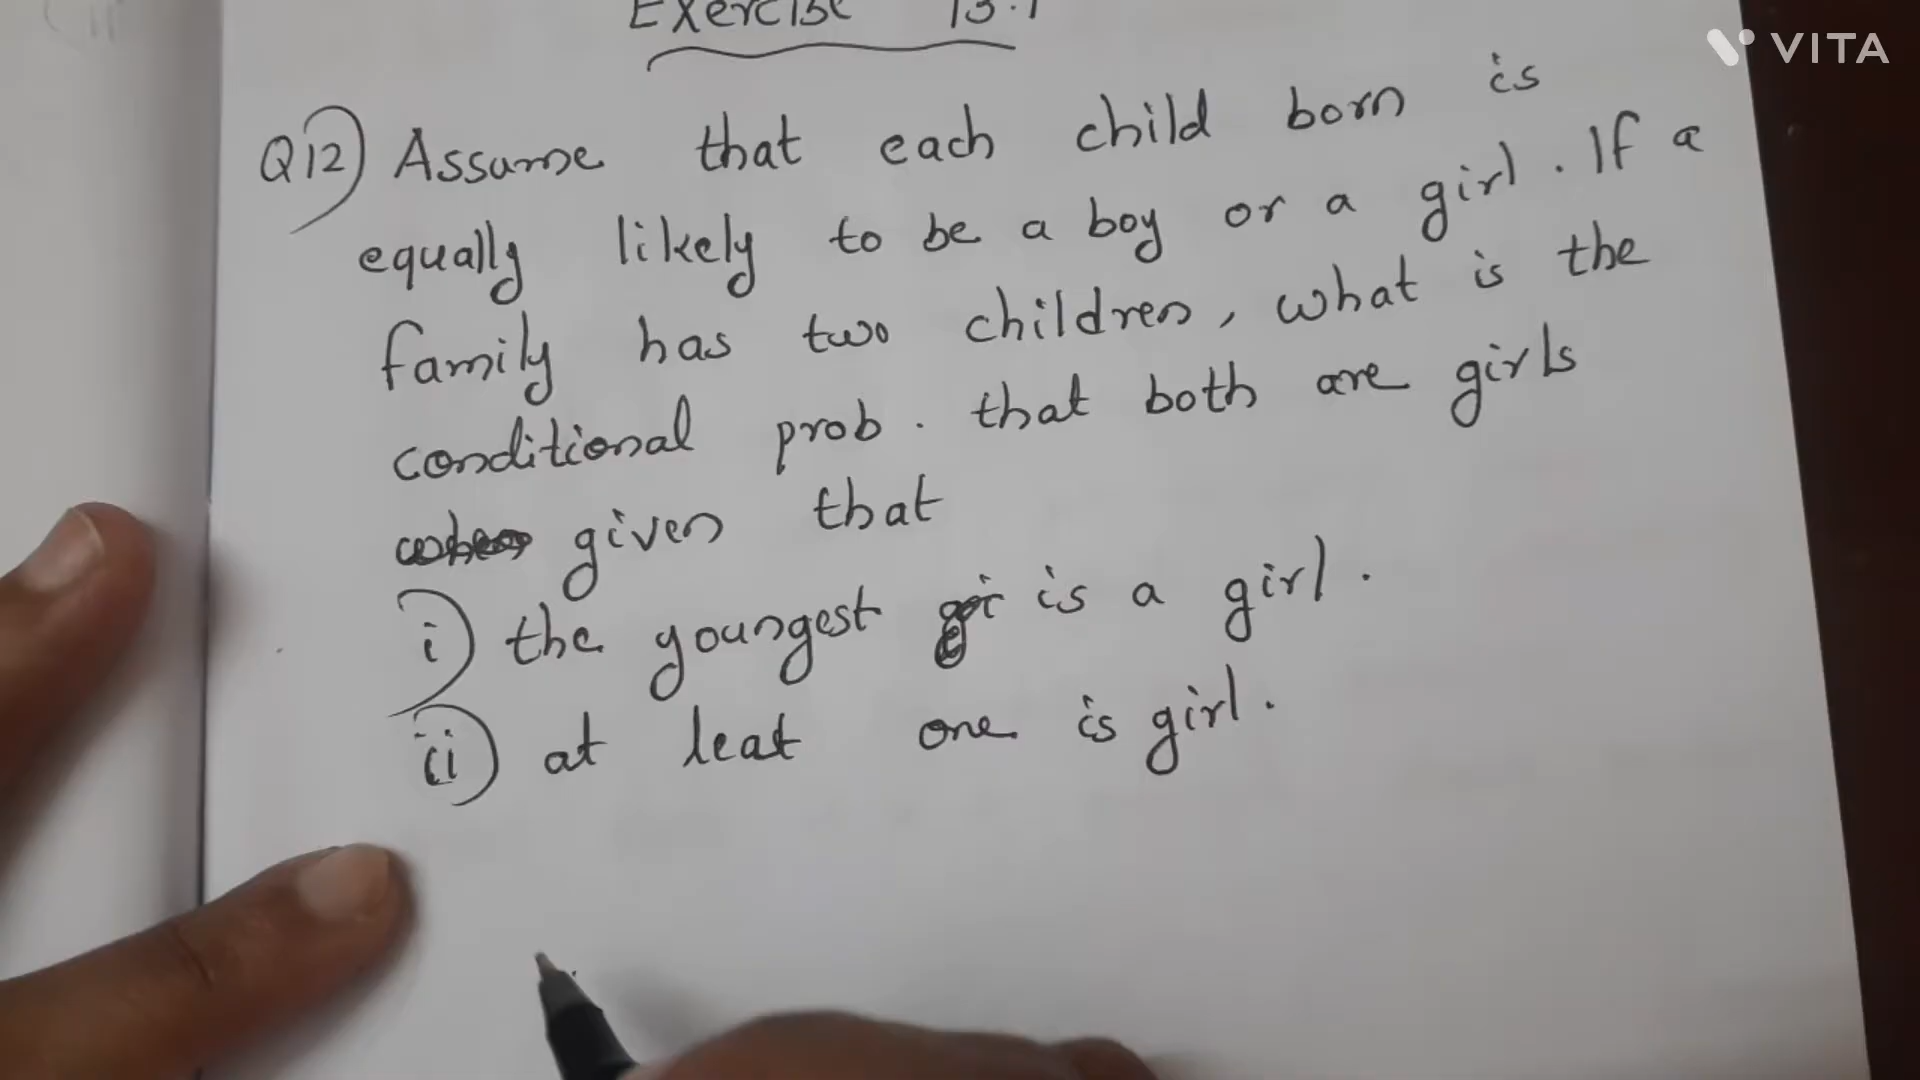 Exercise 13.1
VITA
Q12) Assume that each child born is
equally likely to be a boy or a girl. If a
family has two children, what is the
conditional prob. that both are girls
given that
i) the youngest is a girl.
ii) at leat one is girl.